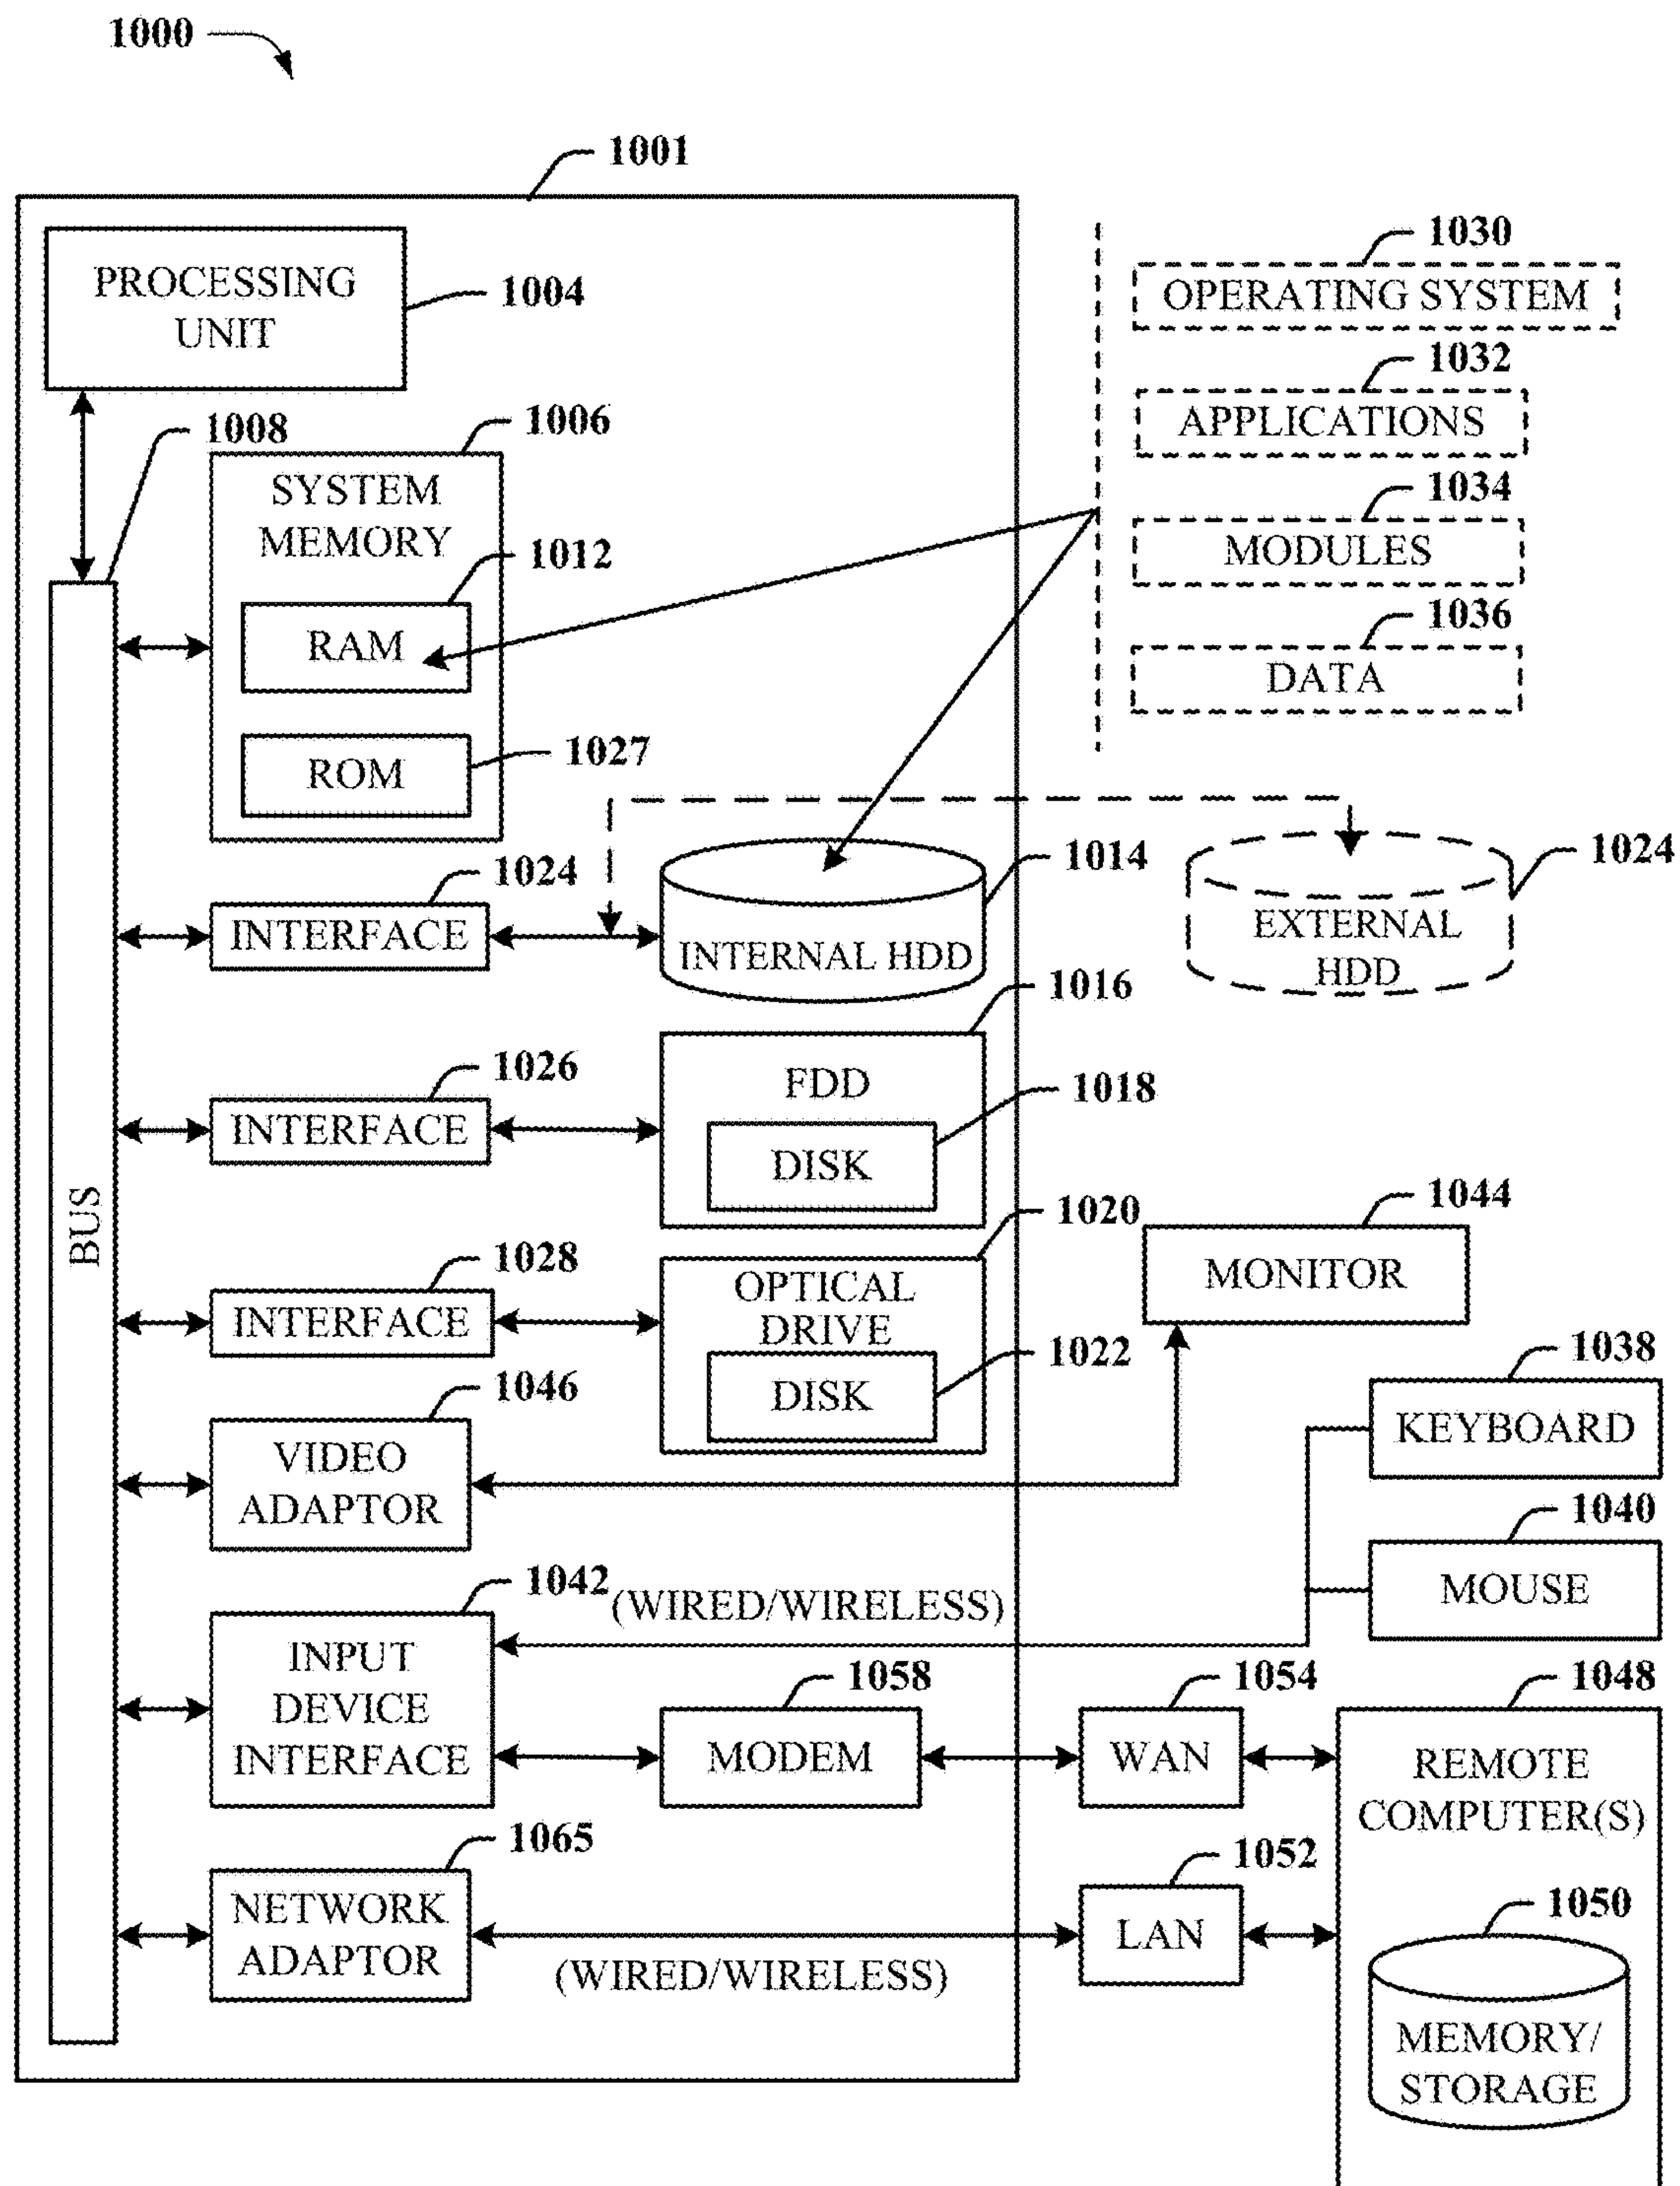 1000
1001
PROCESSING
UNIT
1004
1030
OPERATING SYSTEM
1032
APPLICATIONS
1034
MODULES
1036
DATA
1008
1006
SYSTEM
MEMORY
1012
RAM
1027
ROM
1024
INTERFACE
1014
INTERNAL HDD
1024
EXTERNAL
HDD
1026
INTERFACE
1016
FDD
1018
DISK
BUS
1028
INTERFACE
1020
OPTICAL
DRIVE
1022
DISK
1044
MONITOR
1046
VIDEO
ADAPTOR
1038
KEYBOARD
1040
MOUSE
1042
(WIRED/WIRELESS)
INPUT
DEVICE
INTERFACE
1058
MODEM
1054
WAN
1048
REMOTE
COMPUTER(S)
1065
NETWORK
ADAPTOR
(WIRED/WIRELESS)
1052
LAN
1050
MEMORY/
STORAGE